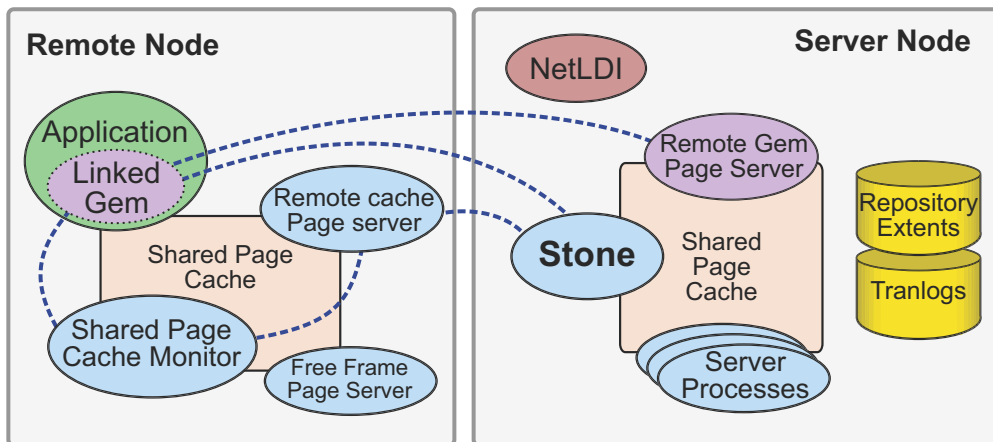 Remote Node
Application
Linked
Gem
Remote cache
Page server
Shared Page
Cache
Shared Page
Cache Monitor
Free Frame
Page Server
Server Node
NetLDI
Remote Gem
Page Server
Stone
Shared
Page
Cache
Server
Processes
Repository
Extents
Tranlogs